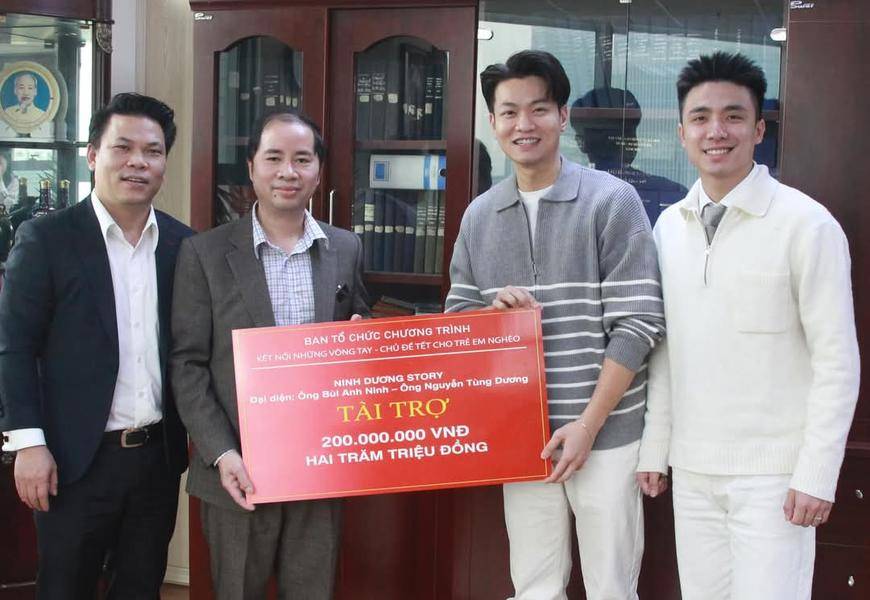 BAN TỔ CHỨC CHƯƠNG TRÌNH
KẾT NỐI NHỮNG VÒNG TAY - CHỦ ĐỀ TẾT CHO TRẺ EM NGHÈO
NINH DƯƠNG STORY
Đại diện: Ông Bùi Anh Ninh – Ông Nguyễn Tùng Dương
TÀI TRỢ
200.000.000 VNĐ
HAI TRĂM TRIỆU ĐỒNG